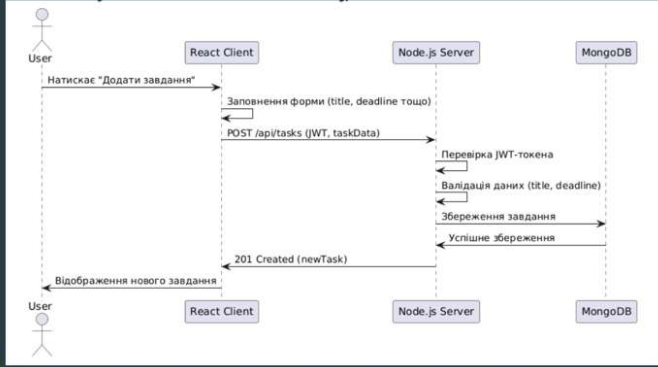 User
React Client
Node.js Server
MongoDB
Натискає "Додати завдання"
Заповнення форми (title, deadline тощо)
POST /api/tasks (JWT, taskData)
Перевірка JWT-токена
Валідація даних (title, deadline)
Збереження завдання
Успішне збереження
201 Created (newTask)
Відображення нового завдання
User
React Client
Node.js Server
MongoDB